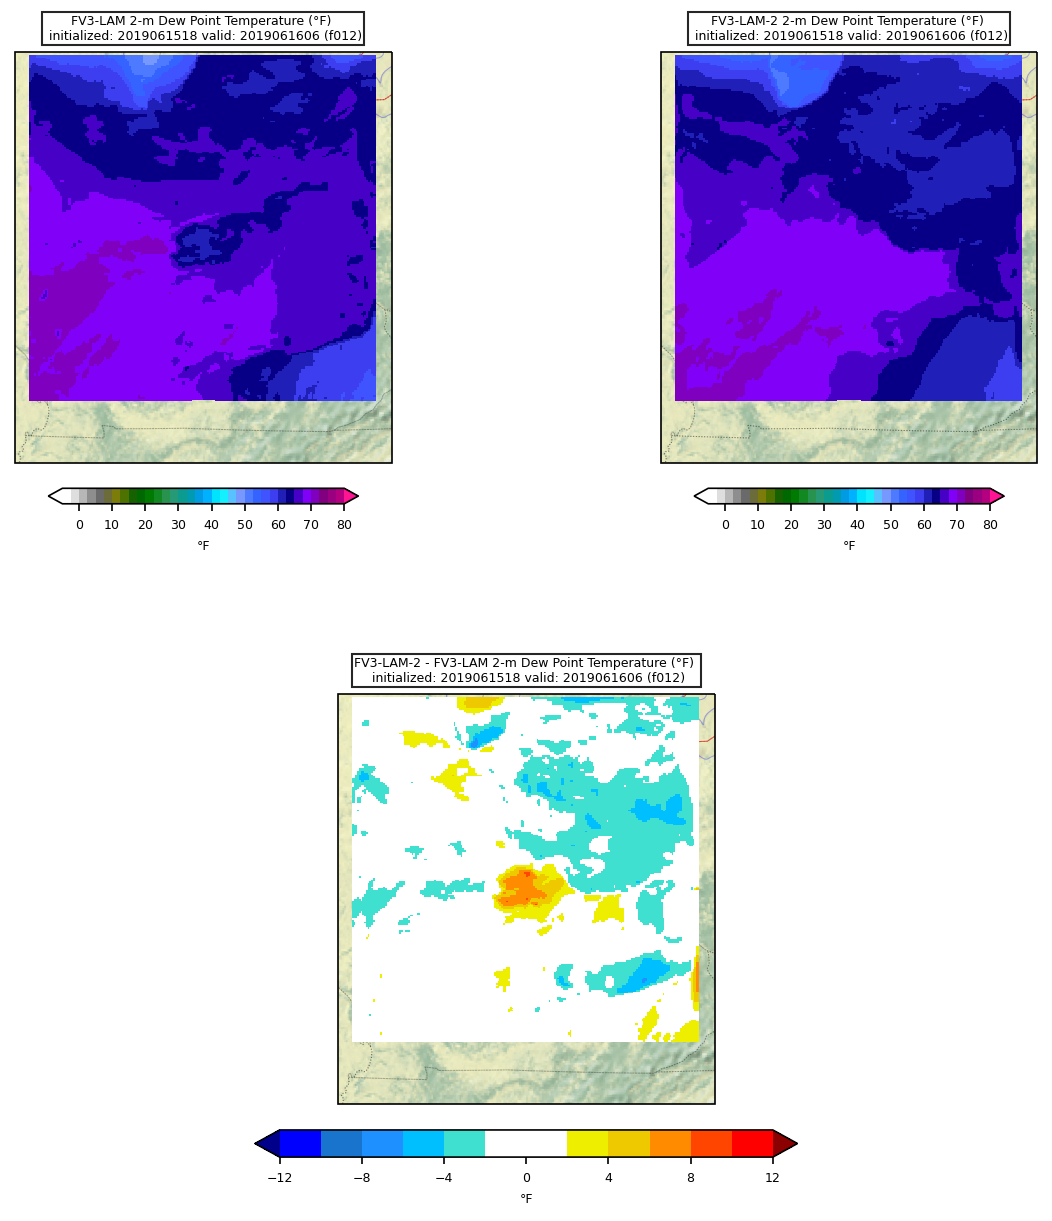 FV3-LAM 2-m Dew Point Temperature (°F)
initialized: 2019061518 valid: 2019061606 (f012)
FV3-LAM-2 2-m Dew Point Temperature (°F)
initialized: 2019061518 valid: 2019061606 (f012)
0 10 20 30 40 50 60 70 80
°F
0 10 20 30 40 50 60 70 80
°F
FV3-LAM-2 - FV3-LAM 2-m Dew Point Temperature (°F)
initialized: 2019061518 valid: 2019061606 (f012)
−12 −8 −4 0 4 8 12
°F